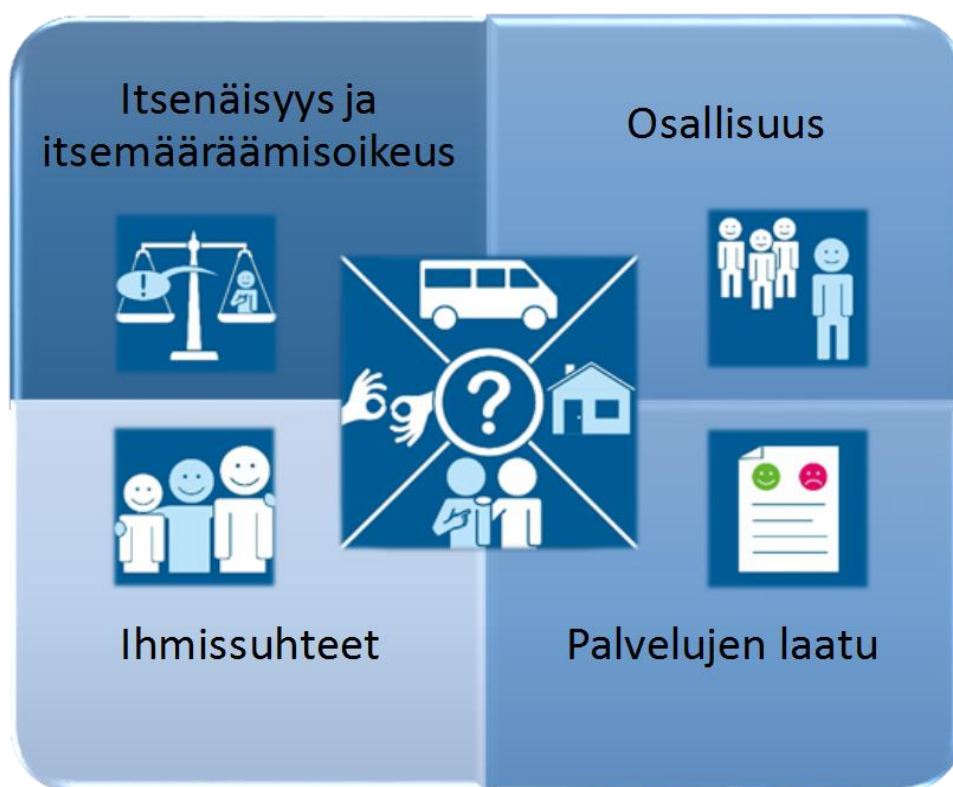 Itsenäisyys ja
itsemääräämisoikeus
Osallisuus
!
?
Ihmissuhteet
Palvelujen laatu